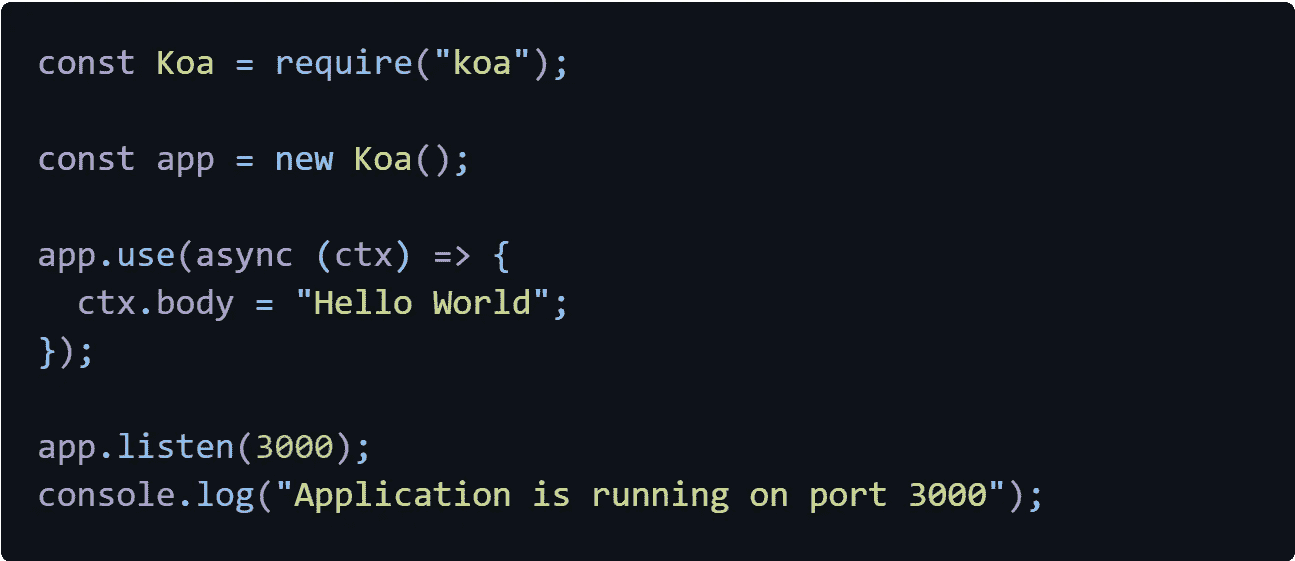 const Koa = require("koa");
const app = new Koa();
app.use(async (ctx) => {
  ctx.body = "Hello World";
});
app.listen(3000);
console.log("Application is running on port 3000");